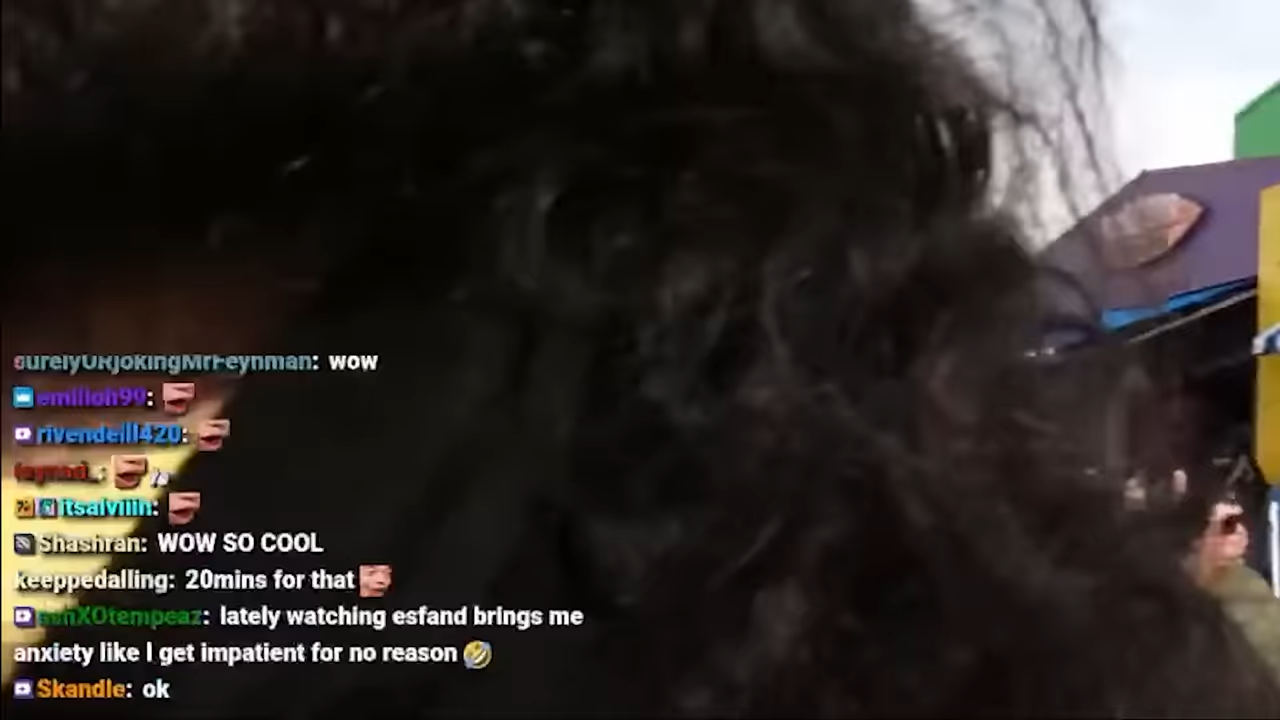 surelyURjokingMrFeynman: wow
emilioh99:
rivendelll420:
itsalviiin:
Shashran: WOW SO COOL
keeppedalling: 20mins for that
lately watching esfand brings me
anxiety like I get impatient for no reason 🤣
Skandle: ok